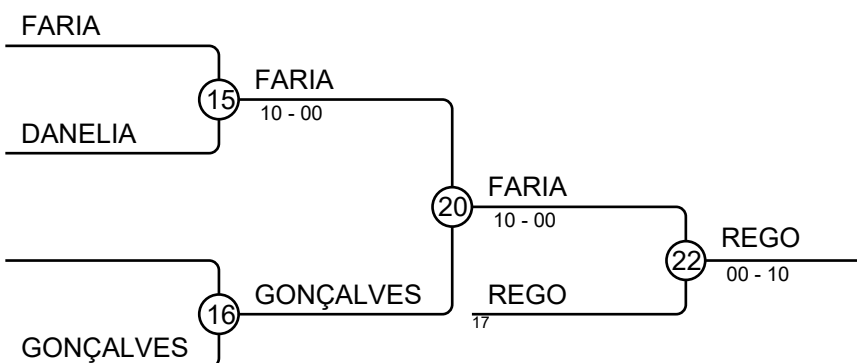 FARIA
15
FARIA
10 - 00
DANELIA
20
FARIA
10 - 00
22
REGO
00 - 10
16
GONÇALVES
REGO
17
GONÇALVES